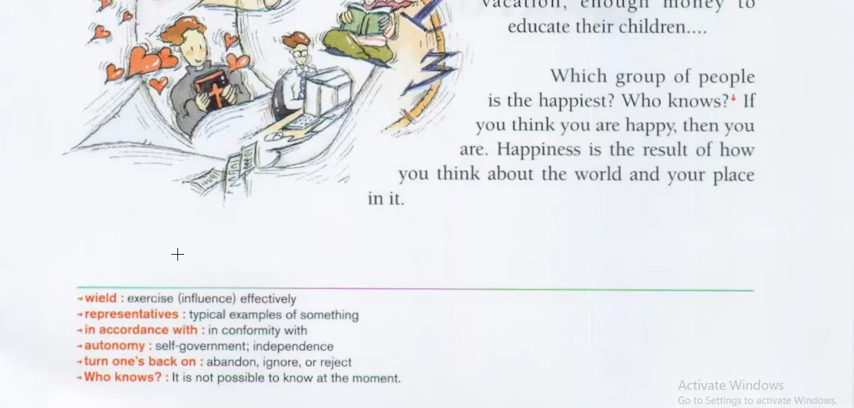 vacation, enough money to
educate their children....
Which group of people
is the happiest? Who knows?⁴ If
you think you are happy, then you
are. Happiness is the result of how
you think about the world and your place
in it.
→wield : exercise (influence) effectively
→representatives : typical examples of something
→in accordance with : in conformity with
→autonomy : self-government; independence
→turn one's back on : abandon, ignore, or reject
→Who knows? : It is not possible to know at the moment.
Activate Windows
Go to Settings to activate Windows.